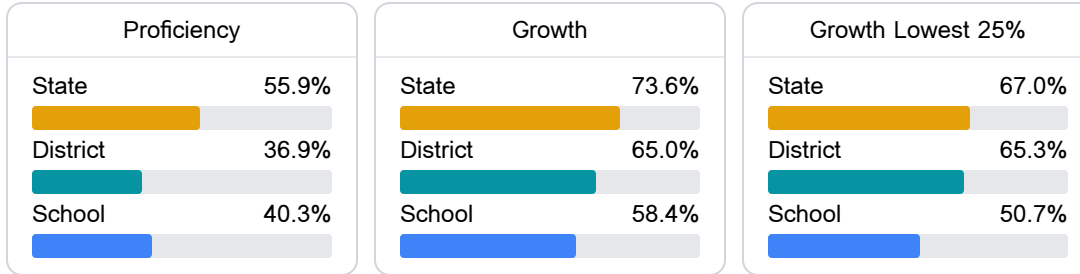 Proficiency
State 55.9%
District 36.9%
School 40.3%
Growth
State 73.6%
District 65.0%
School 58.4%
Growth Lowest 25%
State 67.0%
District 65.3%
School 50.7%